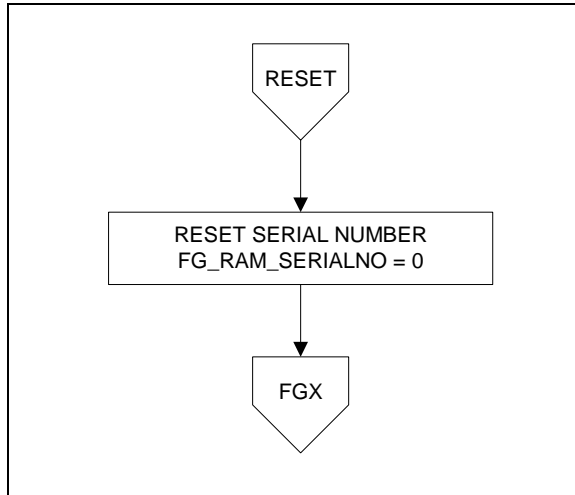 RESET
RESET SERIAL NUMBER
FG_RAM_SERIALNO = 0
FGX